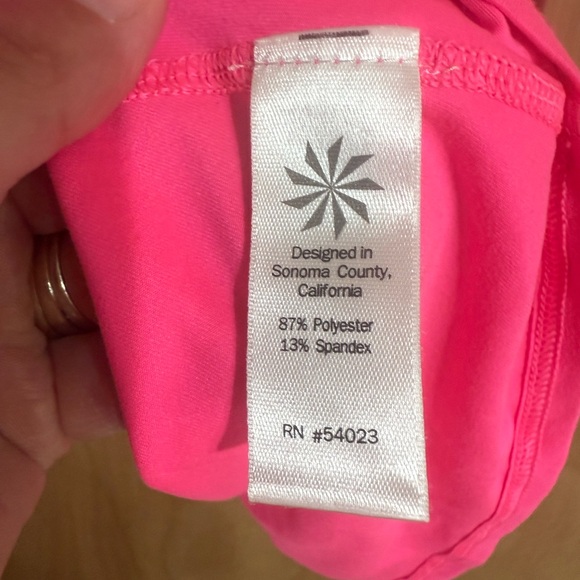 Designed in
Sonoma County,
California
87% Polyester
13% Spandex
RN #54023